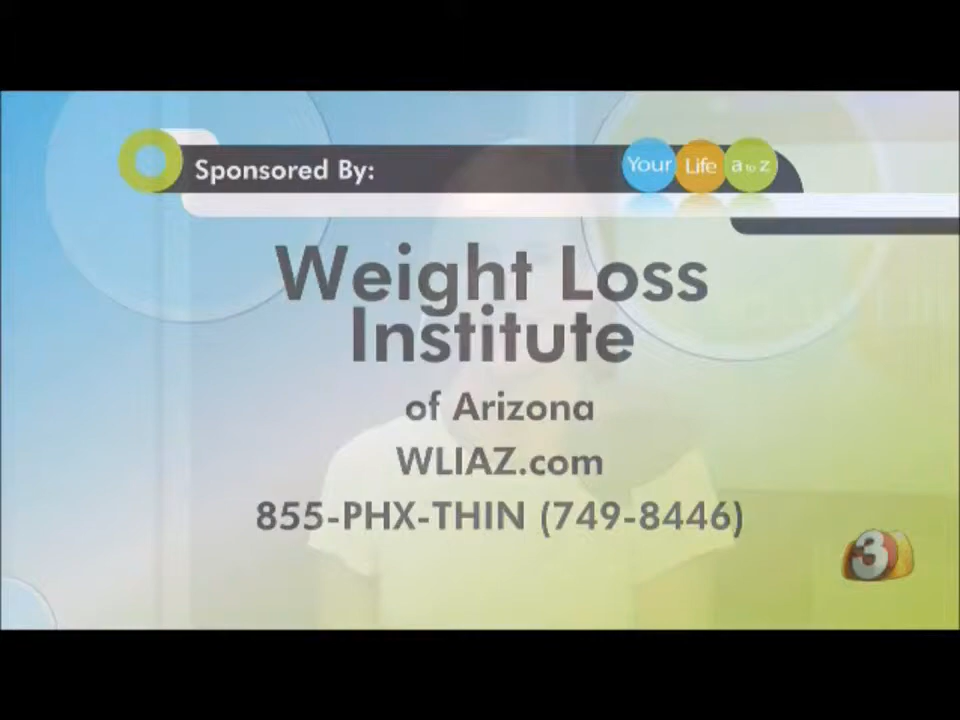 Sponsored By:
Your Life a to z
Weight Loss
Institute
of Arizona
WLIAZ.com
855-PHX-THIN (749-8446)
3